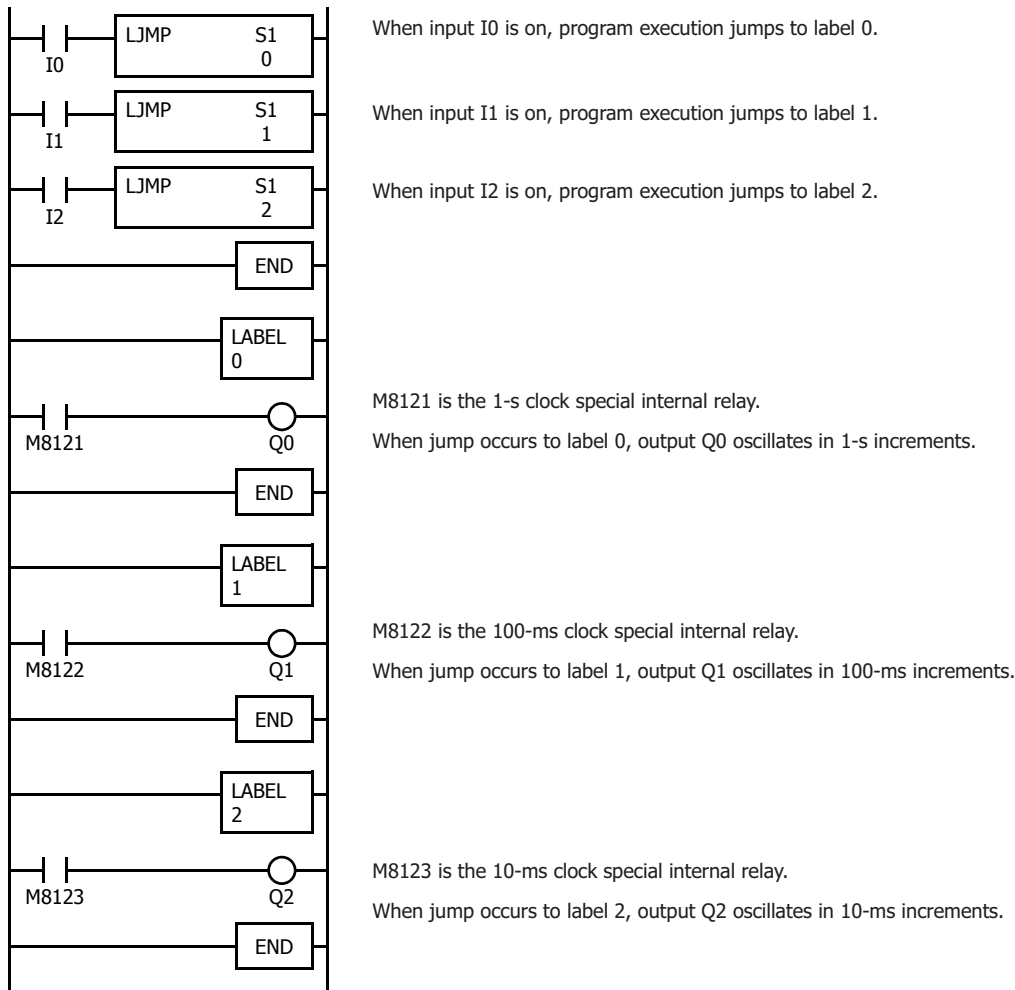 LJMP S1
0
I0
When input I0 is on, program execution jumps to label 0.
LJMP S1
1
I1
When input I1 is on, program execution jumps to label 1.
LJMP S1
2
I2
When input I2 is on, program execution jumps to label 2.
END
LABEL
0
M8121 is the 1-s clock special internal relay.
M8121 Q0
When jump occurs to label 0, output Q0 oscillates in 1-s increments.
END
LABEL
1
M8122 is the 100-ms clock special internal relay.
M8122 Q1
When jump occurs to label 1, output Q1 oscillates in 100-ms increments.
END
LABEL
2
M8123 is the 10-ms clock special internal relay.
M8123 Q2
When jump occurs to label 2, output Q2 oscillates in 10-ms increments.
END